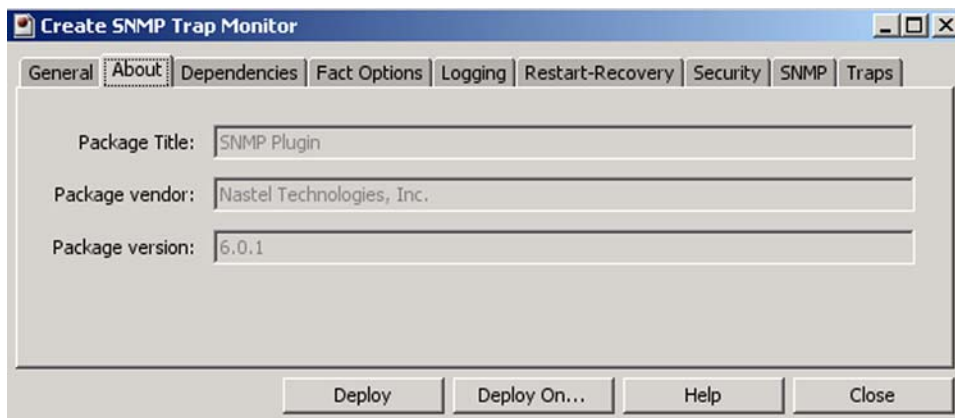 Create SNMP Trap Monitor
General About Dependencies Fact Options Logging Restart-Recovery Security SNMP Traps
Package Title: SNMP Plugin
Package vendor: Nastel Technologies, Inc.
Package version: 6.0.1
Deploy Deploy On... Help Close